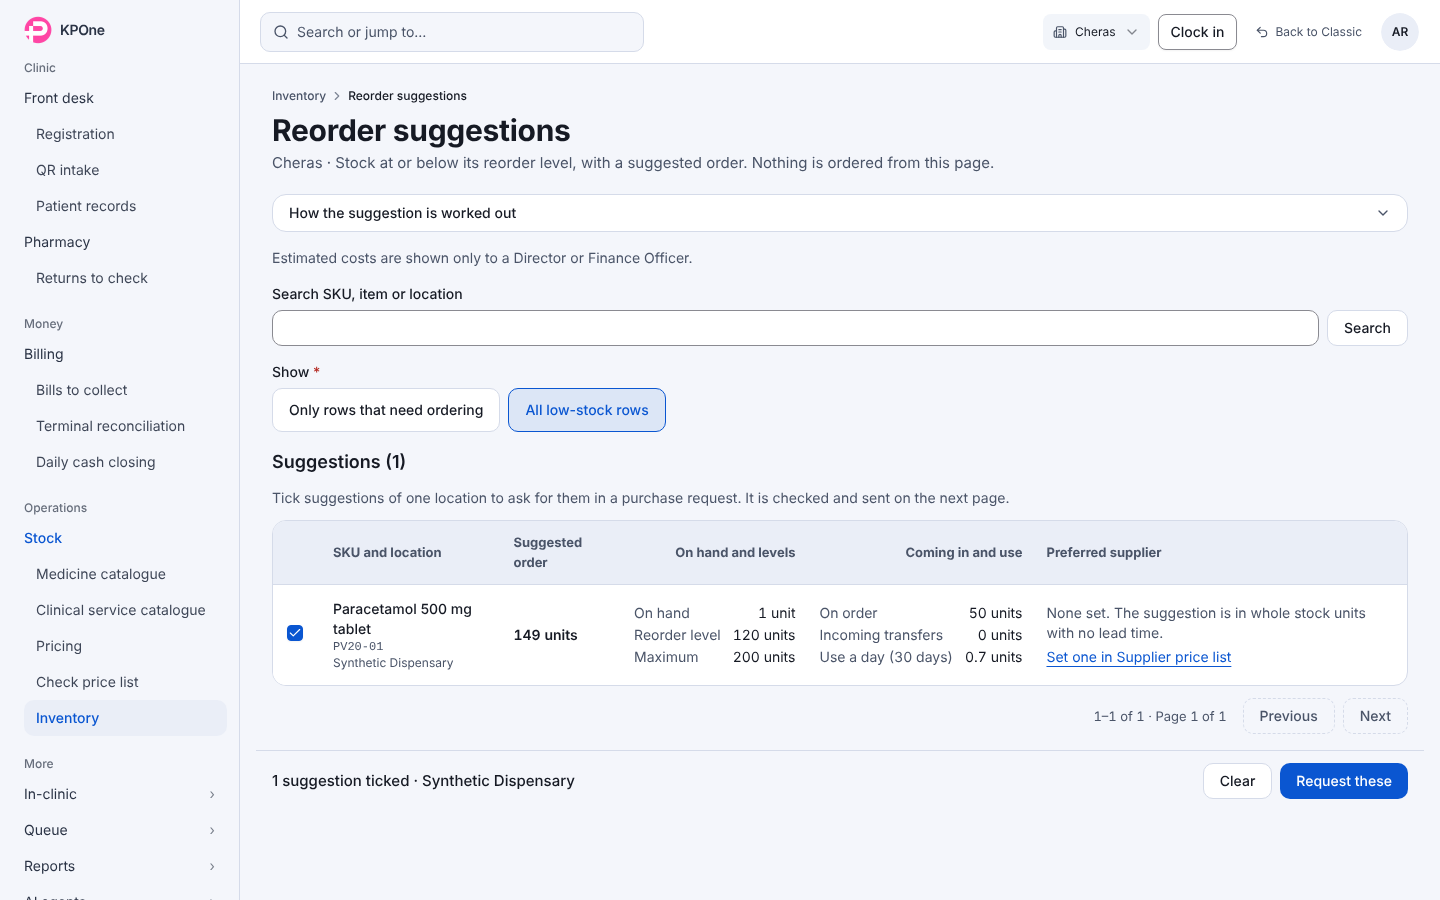 KPOne
Search or jump to...
Cheras
Clock in
Back to Classic
AR
Clinic
Front desk
Registration
QR intake
Patient records
Pharmacy
Returns to check
Money
Billing
Bills to collect
Terminal reconciliation
Daily cash closing
Operations
Stock
Medicine catalogue
Clinical service catalogue
Pricing
Check price list
Inventory
More
In-clinic
Queue
Reports
Inventory > Reorder suggestions
Reorder suggestions
Cheras · Stock at or below its reorder level, with a suggested order. Nothing is ordered from this page.
How the suggestion is worked out
Estimated costs are shown only to a Director or Finance Officer.
Search SKU, item or location
Search
Show *
Only rows that need ordering
All low-stock rows
Suggestions (1)
Tick suggestions of one location to ask for them in a purchase request. It is checked and sent on the next page.
SKU and location
Suggested
order
On hand and levels
Coming in and use
Preferred supplier
Paracetamol 500 mg
tablet
PV20-01
Synthetic Dispensary
149 units
On hand 1 unit
Reorder level 120 units
Maximum 200 units
On order 50 units
Incoming transfers 0 units
Use a day (30 days) 0.7 units
None set. The suggestion is in whole stock units
with no lead time.
Set one in Supplier price list
1–1 of 1 · Page 1 of 1
Previous
Next
1 suggestion ticked · Synthetic Dispensary
Clear
Request these